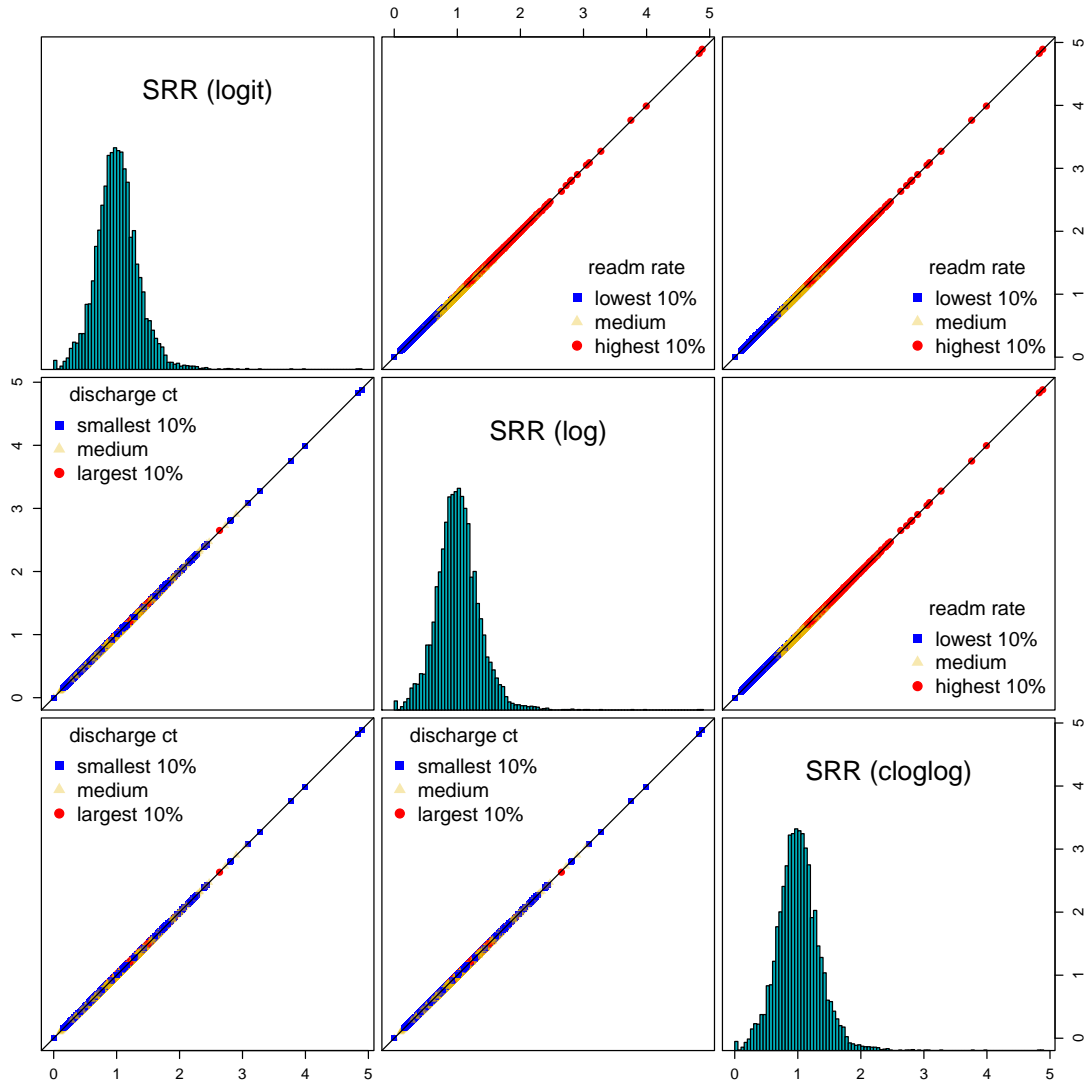 0 1 2 3 4 5
SRR (logit)
readm rate
lowest 10%
medium
highest 10%
readm rate
lowest 10%
medium
highest 10%
0 1 2 3 4 5
discharge ct
smallest 10%
medium
largest 10%
0 1 2 3 4 5
SRR (log)
readm rate
lowest 10%
medium
highest 10%
discharge ct
smallest 10%
medium
largest 10%
discharge ct
smallest 10%
medium
largest 10%
SRR (cloglog)
0 1 2 3 4 5
0 1 2 3 4 5
0 1 2 3 4 5